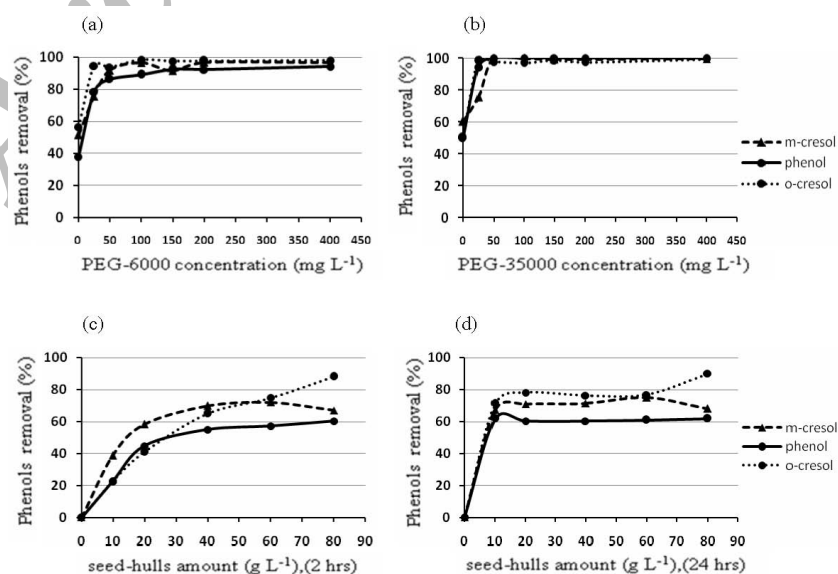 (a)
Phenols removal (%)
100
80
60
40
20
0
0 50 100 150 200 250 300 350 400 450
PEG-6000 concentration (mg L-1)
(b)
Phenols removal (%)
100
80
60
40
20
0
0 50 100 150 200 250 300 350 400 450
PEG-35000 concentration (mg L-1)
m-cresol
phenol
o-cresol
(c)
Phenols removal (%)
100
80
60
40
20
0
0 10 20 30 40 50 60 70 80 90
seed-hulls amount (g L-1),(2 hrs)
(d)
Phenols removal (%)
100
80
60
40
20
0
0 10 20 30 40 50 60 70 80 90
seed-hulls amount (g L-1),(24 hrs)
m-cresol
phenol
o-cresol